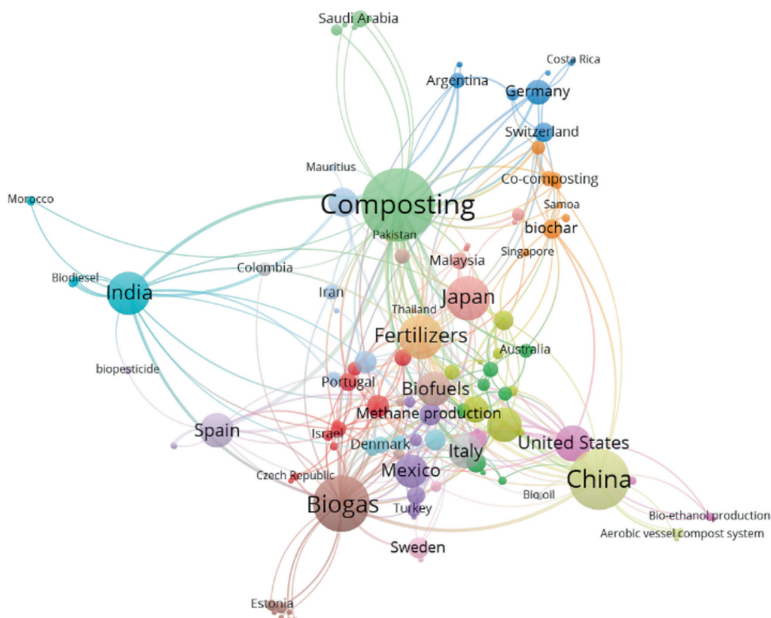 Saudi Arabia
Costa Rica
Argentina
Germany
Switzerland
Mauritius
Co-composting
Morocco
Composting
Samoa
biochar
Pakistan
Singapore
Malaysia
Colombia
Biodiesel
India
Iran
Japan
Thailand
Fertilizers
Australia
biopesticide
Portugal
Biofuels
Methane production
Spain
Israel
Denmark
Italy
United States
Mexico
Czech Republic
China
Biogas
Bio oil
Turkey
Bio-ethanol production
Aerobic vessel compost system
Sweden
Estonia